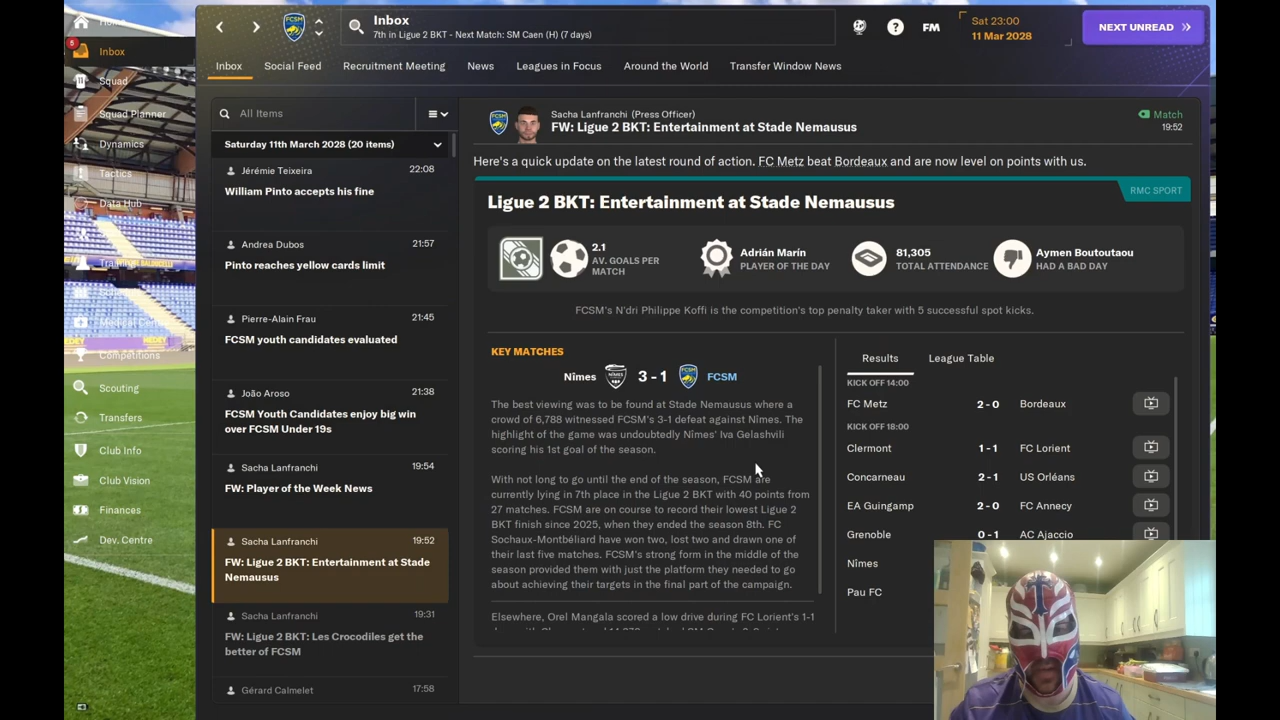 Home
5
Inbox
Squad
Squad Planner
Dynamics
Tactics
Data Hub
Competitions
Scouting
Transfers
Club Info
Club Vision
Finances
Dev. Centre
FCSM
Inbox
7th in Ligue 2 BKT - Next Match: SM Caen (H) (7 days)
?
FM
Sat 23:00
11 Mar 2028
NEXT UNREAD
Inbox Social Feed Recruitment Meeting News Leagues in Focus Around the World Transfer Window News
All Items
Saturday 11th March 2028 (20 items)
Jérémie Teixeira 22:08
William Pinto accepts his fine
Andrea Dubos 21:57
Pinto reaches yellow cards limit
Pierre-Alain Frau 21:45
FCSM youth candidates evaluated
João Aroso 21:38
FCSM Youth Candidates enjoy big win
over FCSM Under 19s
Sacha Lanfranchi 19:54
FW: Player of the Week News
Sacha Lanfranchi 19:52
FW: Ligue 2 BKT: Entertainment at Stade
Nemausus
Sacha Lanfranchi 19:31
FW: Ligue 2 BKT: Les Crocodiles get the
better of FCSM
Gérard Calmelet 17:58
Sacha Lanfranchi (Press Officer)
FW: Ligue 2 BKT: Entertainment at Stade Nemausus
Match
19:52
Here's a quick update on the latest round of action. FC Metz beat Bordeaux and are now level on points with us.
RMC SPORT
Ligue 2 BKT: Entertainment at Stade Nemausus
2.1
AV. GOALS PER
MATCH
Adrián Marín
PLAYER OF THE DAY
81,305
TOTAL ATTENDANCE
Aymen Boutoutaou
HAD A BAD DAY
FCSM's N'dri Philippe Koffi is the competition's top penalty taker with 5 successful spot kicks.
KEY MATCHES
Nîmes 3 - 1 FCSM
The best viewing was to be found at Stade Nemausus where a
crowd of 6,788 witnessed FCSM's 3-1 defeat against Nîmes. The
highlight of the game was undoubtedly Nîmes' Iva Gelashvili
scoring his 1st goal of the season.
With not long to go until the end of the season, FCSM are
currently lying in 7th place in the Ligue 2 BKT with 40 points from
27 matches. FCSM are on course to record their lowest Ligue 2
BKT finish since 2025, when they ended the season 8th. FC
Sochaux-Montbéliard have won two, lost two and drawn one of
their last five matches. FCSM's strong form in the middle of the
season provided them with just the platform they needed to go
about achieving their targets in the final part of the campaign.
Elsewhere, Orel Mangala scored a low drive during FC Lorient's 1-1
Results League Table
KICK OFF 14:00
FC Metz 2 - 0 Bordeaux
KICK OFF 18:00
Clermont 1 - 1 FC Lorient
Concarneau 2 - 1 US Orléans
EA Guingamp 2 - 0 FC Annecy
Grenoble 0 - 1 AC Ajaccio
Nîmes
Pau FC